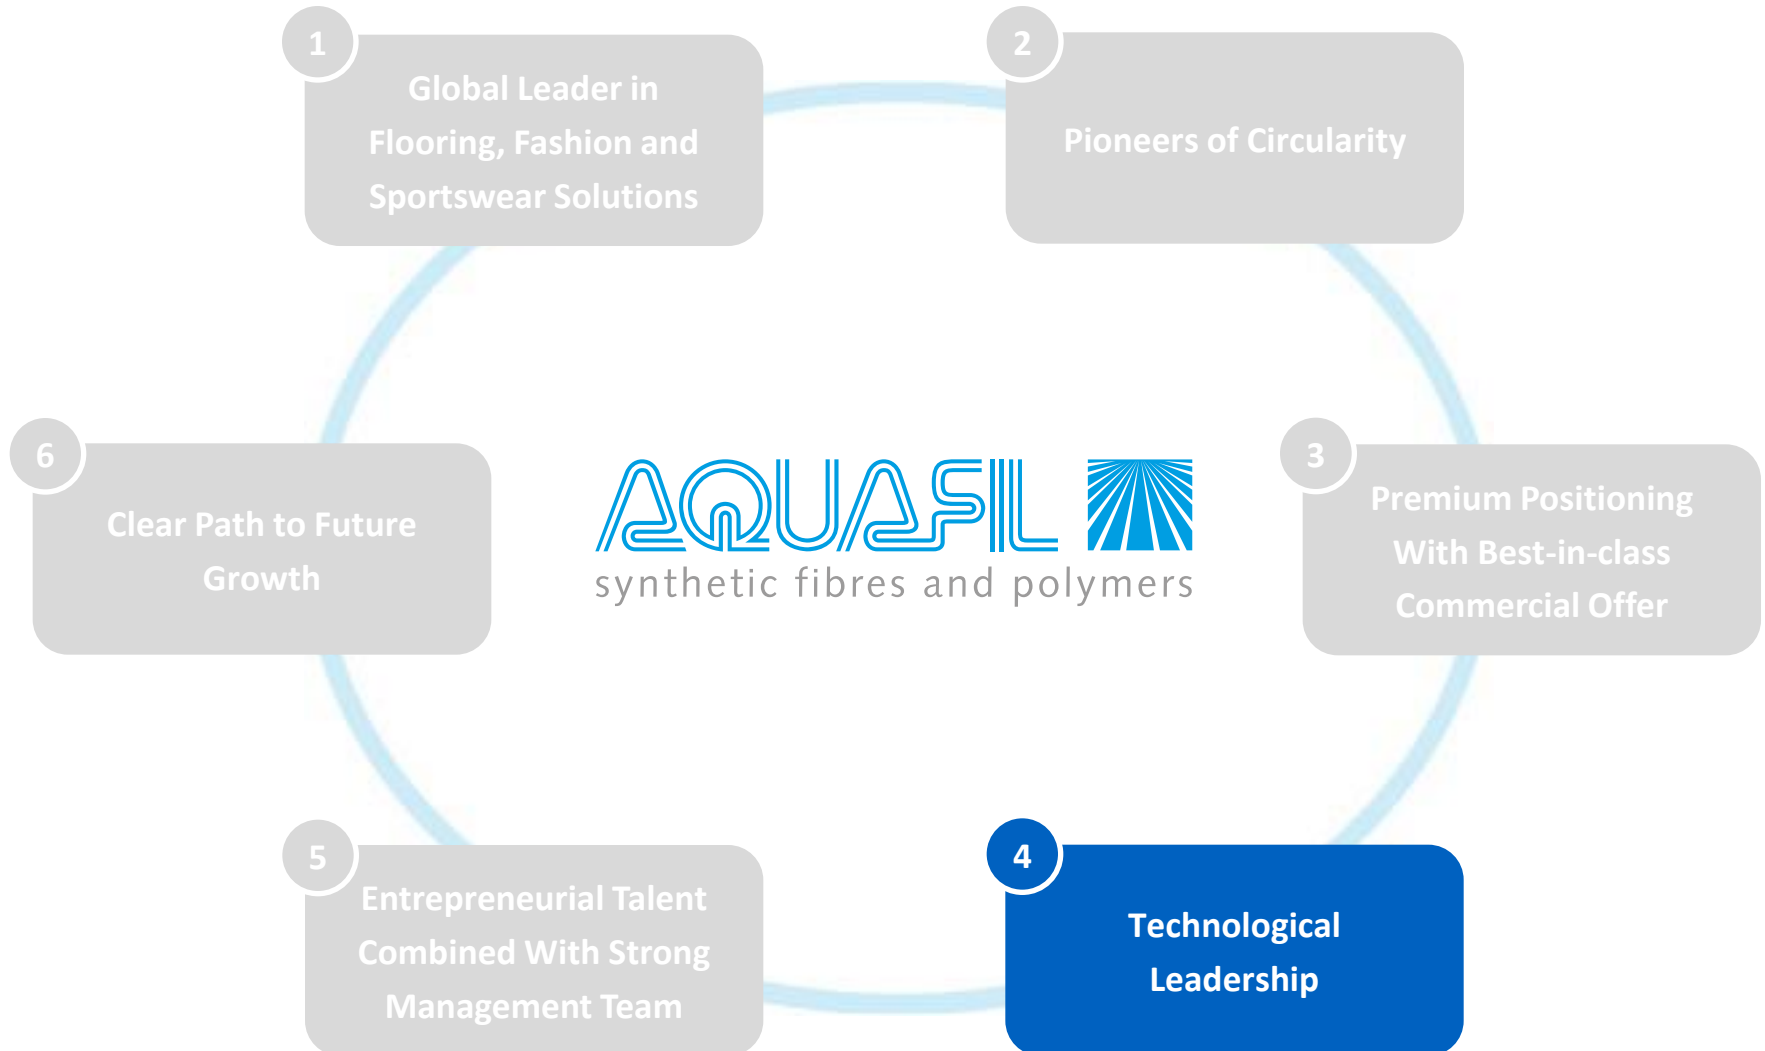 1
Global Leader in
Flooring, Fashion and
Sportswear Solutions
2
Pioneers of Circularity
3
Premium Positioning
With Best-in-class
Commercial Offer
4
Technological
Leadership
5
Entrepreneurial Talent
Combined With Strong
Management Team
6
Clear Path to Future
Growth
AQUAFIL
synthetic fibres and polymers